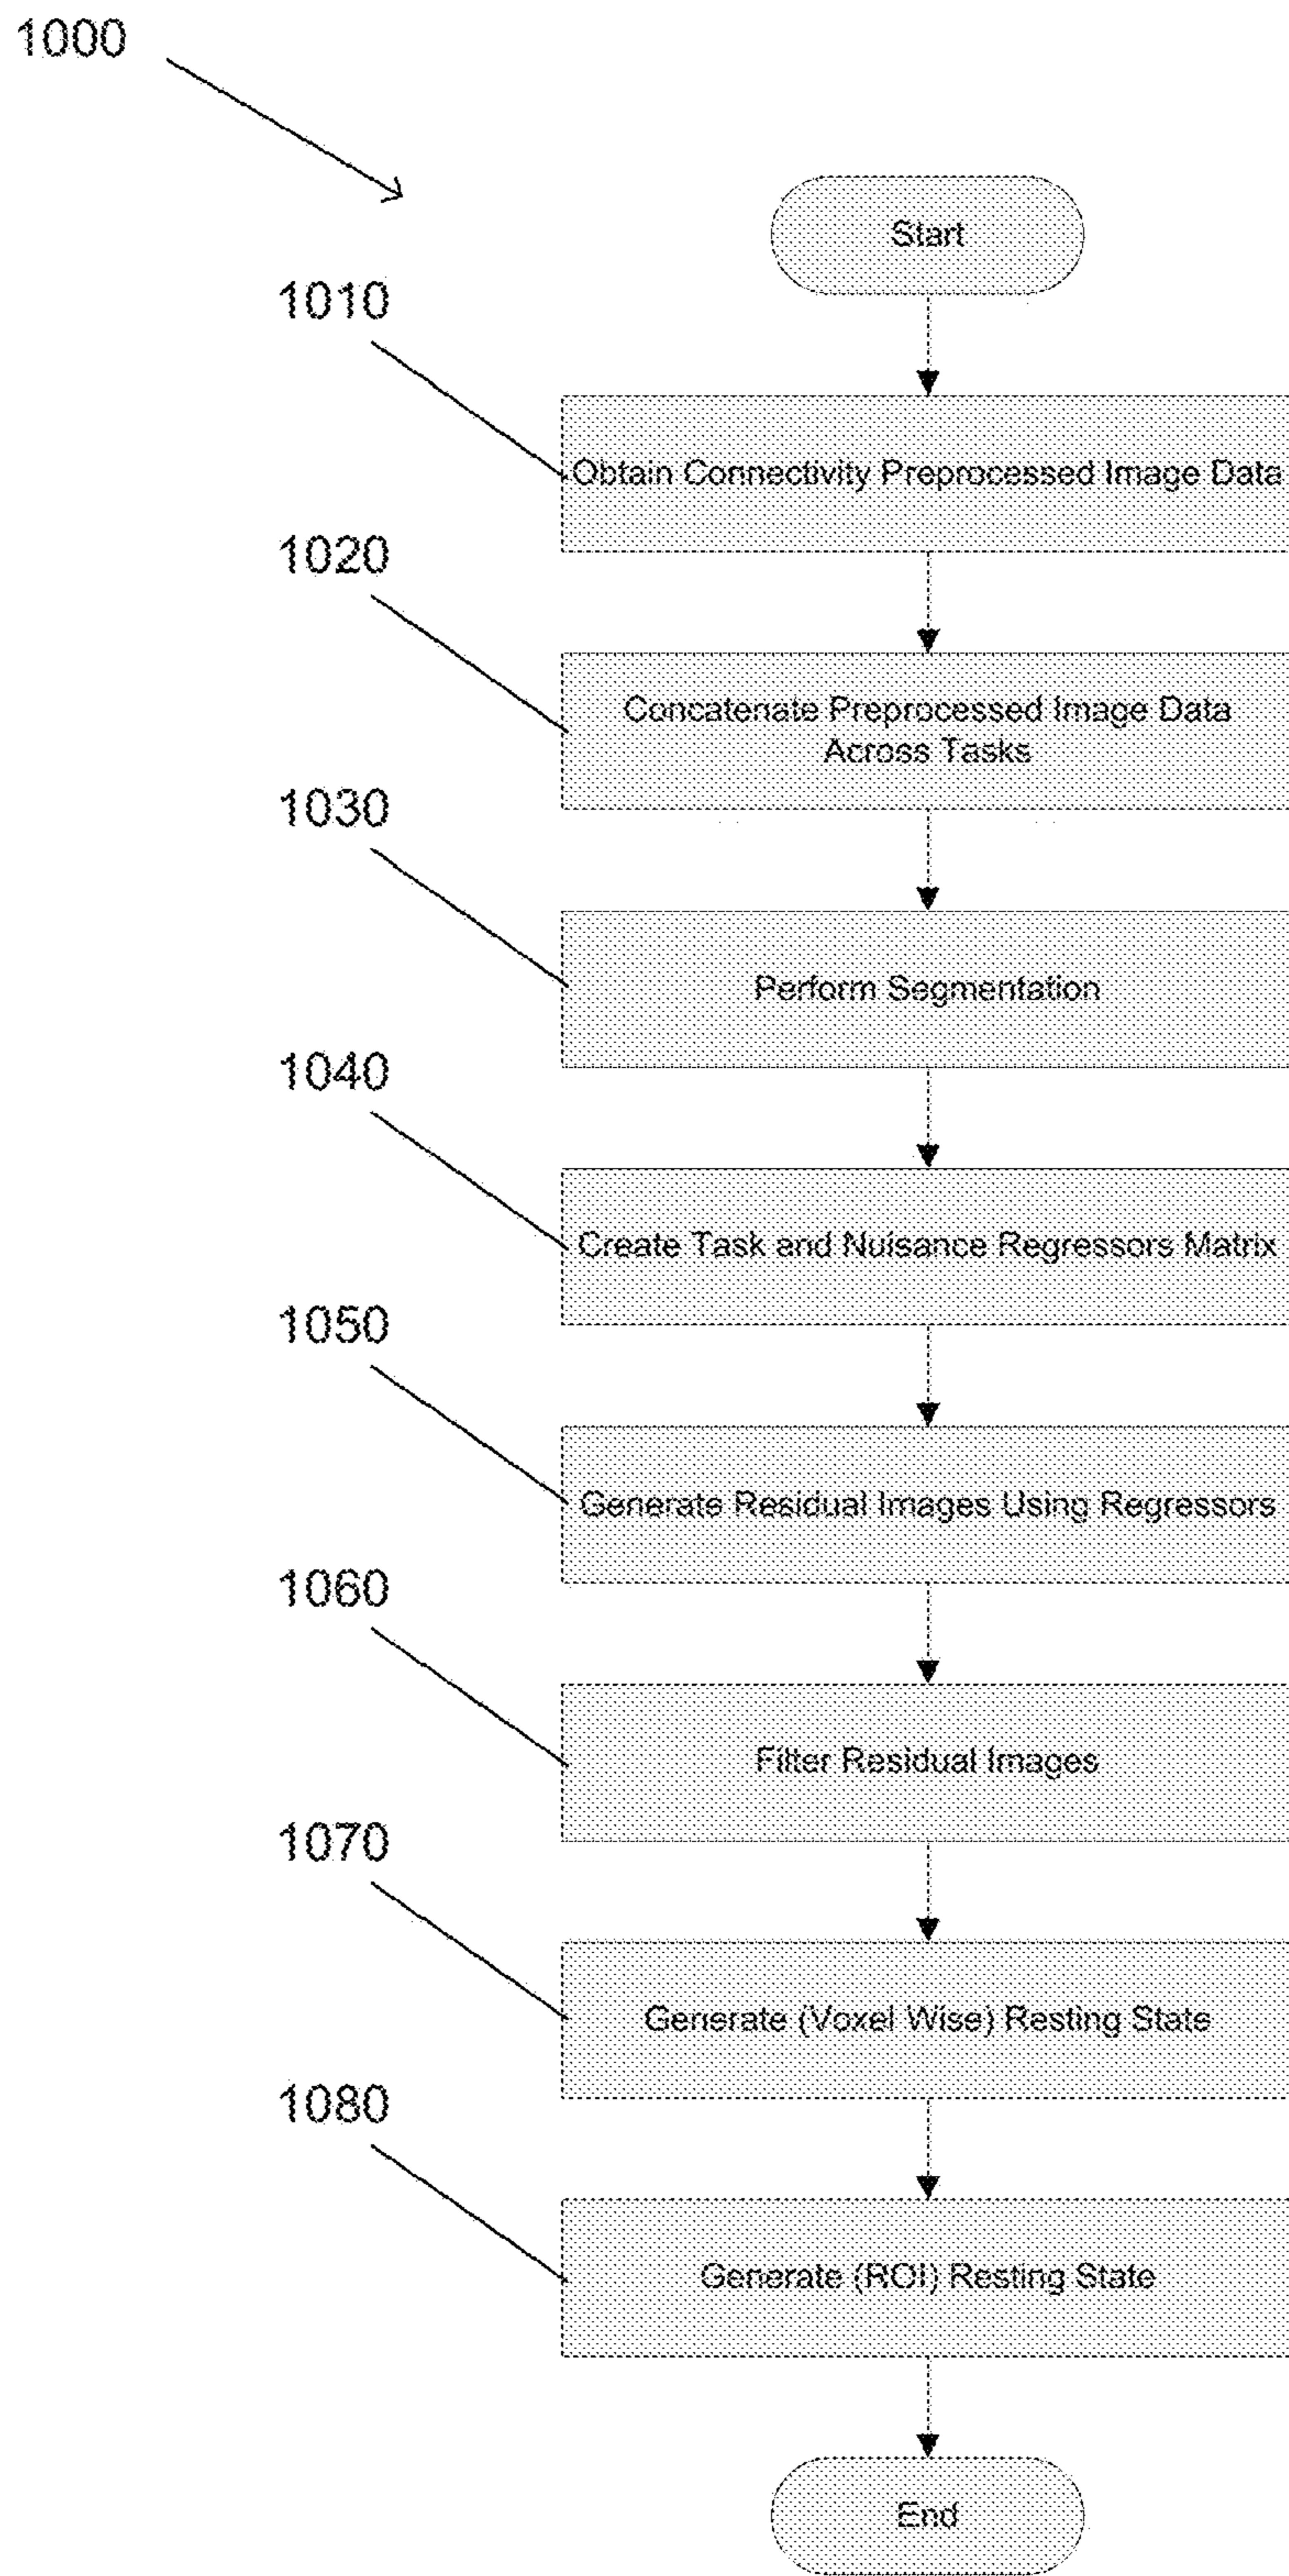 1000
Start
1010
Obtain Connectivity Preprocessed Image Data
1020
Concatenate Preprocessed Image Data
Across Tasks
1030
Perform Segmentation
1040
Create Task and Nuisance Regressors Matrix
1050
Generate Residual Images Using Regressors
1060
Filter Residual Images
1070
Generate (Voxel Wise) Resting State
1080
Generate (ROI) Resting State
End